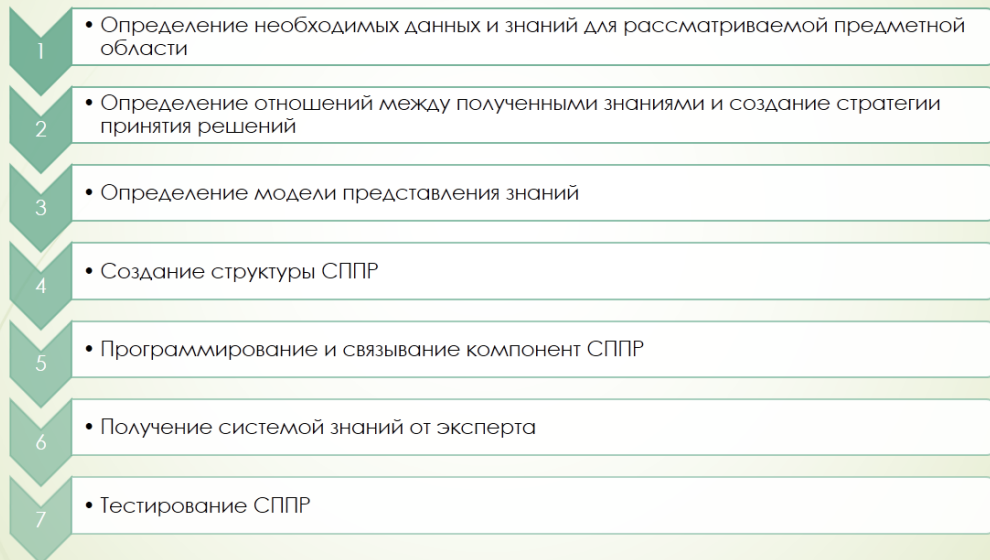 1
• Определение необходимых данных и знаний для рассматриваемой предметной
области
2
• Определение отношений между полученными знаниями и создание стратегии
принятия решений
3
• Определение модели представления знаний
4
• Создание структуры СППР
5
• Программирование и связывание компонент СППР
6
• Получение системой знаний от эксперта
7
• Тестирование СППР